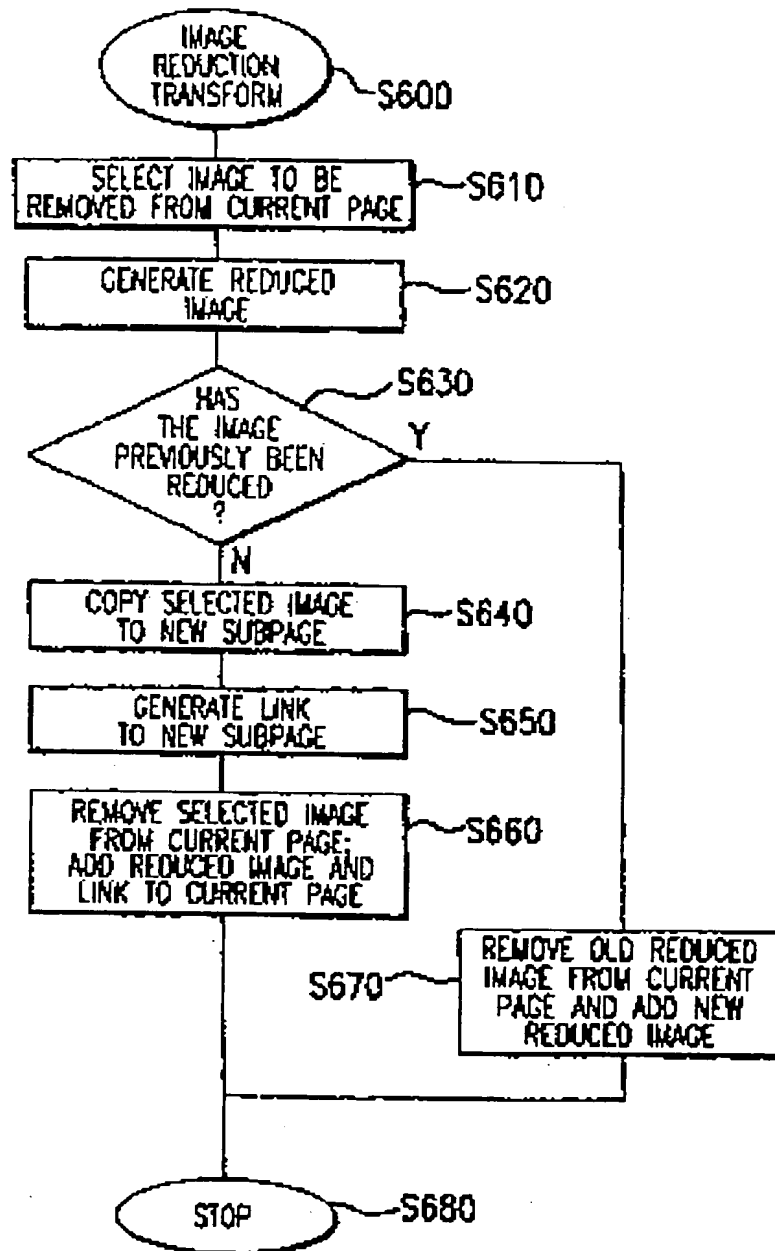 IMAGE
REDUCTION
TRANSFORM
S600
SELECT IMAGE TO BE
REMOVED FROM CURRENT PAGE
S610
GENERATE REDUCED
IMAGE
S620
HAS
THE IMAGE
PREVIOUSLY BEEN
REDUCED
?
S630
Y
N
COPY SELECTED IMAGE
TO NEW SUBPAGE
S640
GENERATE LINK
TO NEW SUBPAGE
S650
REMOVE SELECTED IMAGE
FROM CURRENT PAGE;
ADD REDUCED IMAGE AND
LINK TO CURRENT PAGE
S660
REMOVE OLD REDUCED
IMAGE FROM CURRENT
PAGE AND ADD NEW
REDUCED IMAGE
S670
STOP
S680